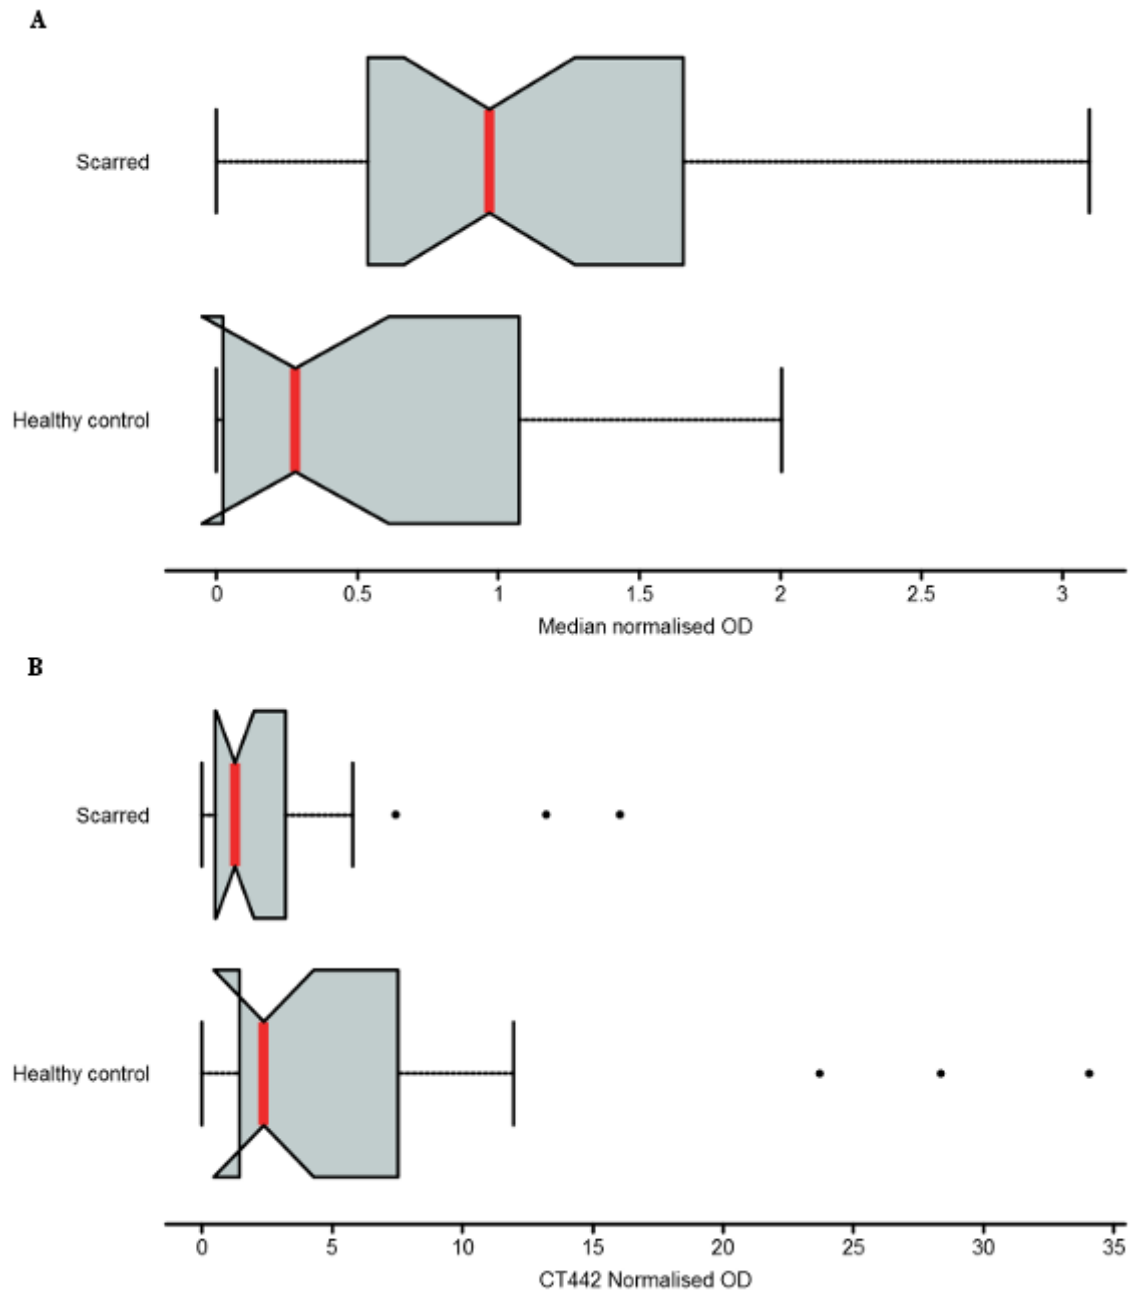 A
Scarred
Healthy control
0 0.5 1 1.5 2 2.5 3
Median normalised OD
B
Scarred
Healthy control
0 5 10 15 20 25 30 35
CT442 Normalised OD